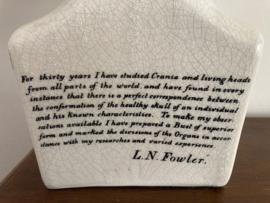 For thirty years I have studied Crania and living heads
from all parts of the world, and have found in every
instance that there is a perfect correspondence between
the conformation of the healthy skull of an individual
and his known characteristics. To make my obser-
vations available I have prepared a Bust of superior
form and marked the divisions of the Organs in accor-
dance with my researches and varied experience.
L.N. Fowler.